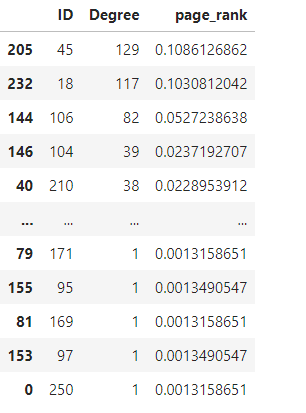 ID Degree page_rank
205 45 129 0.1086126862
232 18 117 0.1030812042
144 106 82 0.0527238638
146 104 39 0.0237192707
40 210 38 0.0228953912
... ... ... ...
79 171 1 0.0013158651
155 95 1 0.0013490547
81 169 1 0.0013158651
153 97 1 0.0013490547
0 250 1 0.0013158651